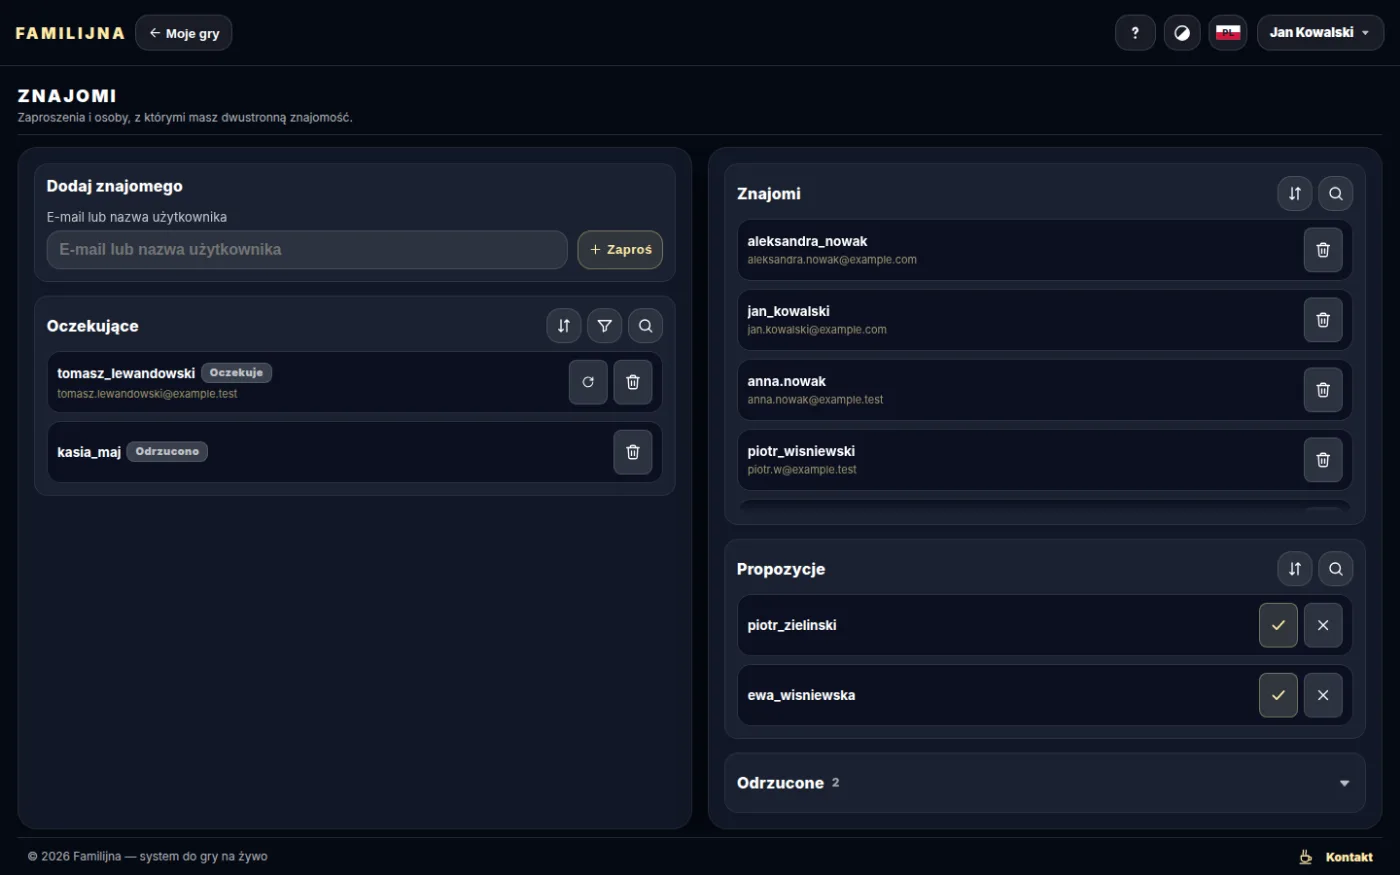 FAMILIJNA
← Moje gry
?
PL
Jan Kowalski
ZNAJOMI
Zaproszenia i osoby, z którymi masz dwustronną znajomość.
Dodaj znajomego
E-mail lub nazwa użytkownika
E-mail lub nazwa użytkownika
+ Zaproś
Oczekujące
tomasz_lewandowski Oczekuje
tomasz.lewandowski@example.test
kasia_maj Odrzucono
Znajomi
aleksandra_nowak
aleksandra.nowak@example.com
jan_kowalski
jan.kowalski@example.com
anna.nowak
anna.nowak@example.test
piotr_wisniewski
piotr.w@example.test
Propozycje
piotr_zielinski
ewa_wisniewska
Odrzucone 2
© 2026 Familijna — system do gry na żywo
Kontakt